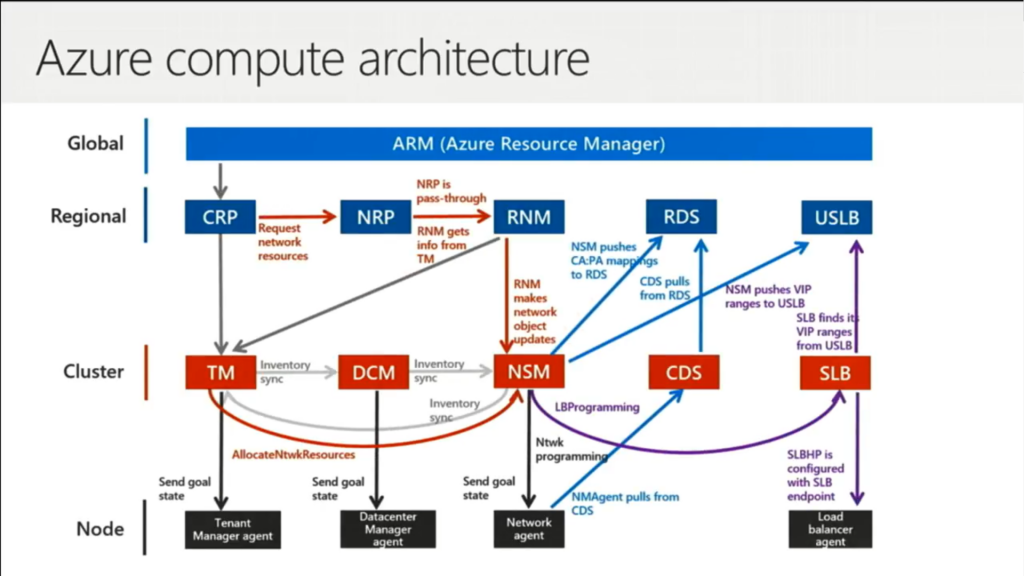 Azure compute architecture
Global
ARM (Azure Resource Manager)
NRP is
pass-through
Regional
CRP
NRP
RNM
RDS
USLB
Request
network
resources
RNM gets
info from
TM
NSM pushes
CA:PA mappings
to RDS
CDS pulls
from RDS
NSM pushes VIP
ranges to USLB
RNM
makes
network
object
updates
SLB finds its
VIP ranges
from USLB
Cluster
TM
Inventory
sync
DCM
Inventory
sync
NSM
CDS
SLB
Inventory
sync
LBProgramming
AllocateNtwkResources
Ntwk
programming
Send goal
state
Send goal
state
Send goal
state
NMAgent pulls from
CDS
SLBHP is
configured
with SLB
endpoint
Node
Tenant
Manager agent
Datacenter
Manager
agent
Network
agent
Load
balancer
agent